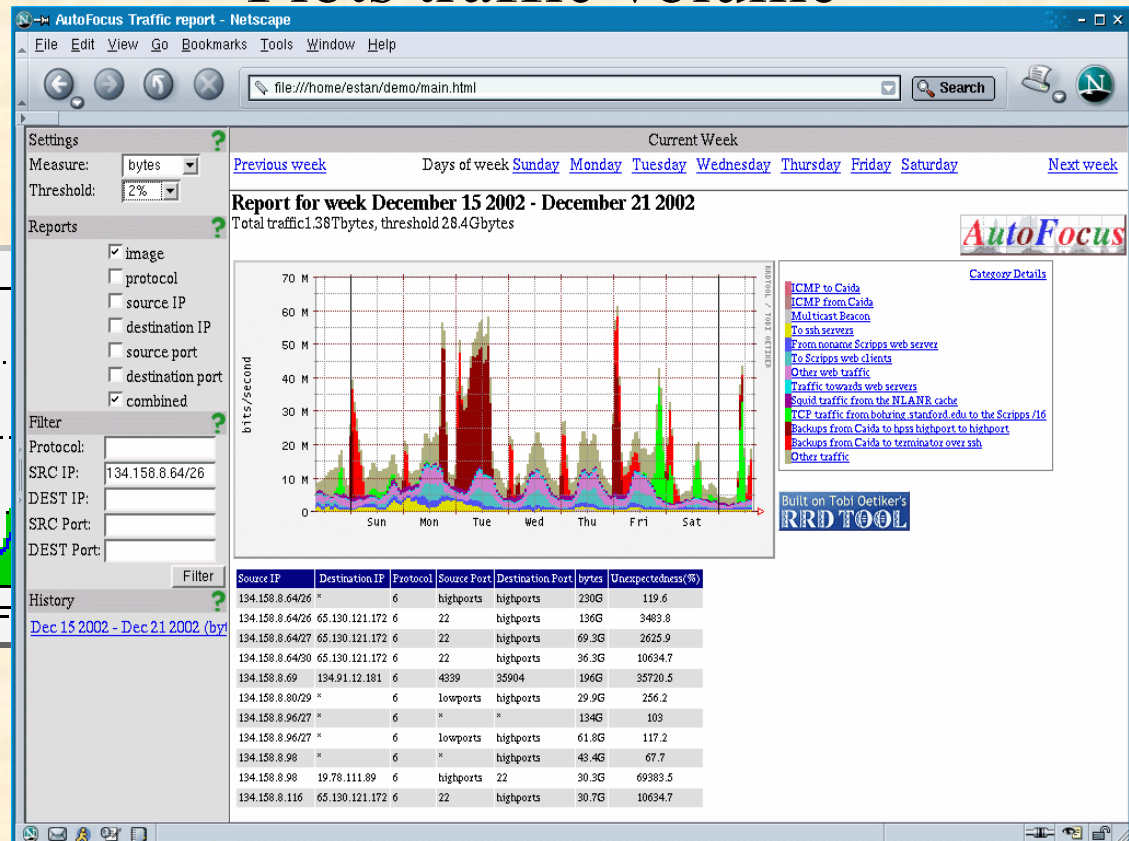 Plots traffic volume
AutoFocus Traffic report - Netscape
File Edit View Go Bookmarks Tools Window Help
file:///home/estan/demo/main.html
Search
N
Settings ?
Measure: bytes
Threshold: 2%
Reports ?
image
protocol
source IP
destination IP
source port
destination port
combined
Filter ?
Protocol:
SRC IP: 134.158.8.64/26
DEST IP:
SRC Port:
DEST Port:
Filter
History ?
Dec 15 2002 - Dec 21 2002 (byt
Current Week
Previous week Days of week Sunday Monday Tuesday Wednesday Thursday Friday Saturday Next week
Report for week December 15 2002 - December 21 2002
Total traffic1.38Tbytes, threshold 28.4Gbytes
AutoFocus
70 M
60 M
50 M
40 M
30 M
20 M
10 M
0
bits/second
Sun Mon Tue Wed Thu Fri Sat
RRDTOOL / TOBI OETIKER
Category Details
ICMP to Caida
ICMP from Caida
Multicast Beacon
To ssh servers
From noname Scripps web server
To Scripps web clients
Other web traffic
Traffic towards web servers
Squid traffic from the NLANR cache
TCP traffic from bohring.stanford.edu to the Scripps /16
Backups from Caida to hpss highport to highport
Backups from Caida to terminator over ssh
Other traffic
Built on Tobi Oetiker's
RRDTOOL
Source IP Destination IP Protocol Source Port Destination Port bytes Unexpectedness(%)
134.158.8.64/26 * 6 highports highports 230G 119.6
134.158.8.64/26 65.130.121.172 6 22 highports 136G 3483.8
134.158.8.64/27 65.130.121.172 6 22 highports 69.3G 2625.9
134.158.8.64/30 65.130.121.172 6 22 highports 36.3G 10634.7
134.158.8.69 134.91.12.181 6 4339 35904 196G 35720.5
134.158.8.80/29 * 6 lowports highports 29.9G 256.2
134.158.8.96/27 * 6 * * 134G 103
134.158.8.96/27 * 6 lowports highports 61.8G 117.2
134.158.8.98 * 6 * highports 43.4G 67.7
134.158.8.98 19.78.111.89 6 highports 22 30.3G 69383.5
134.158.8.116 65.130.121.172 6 22 highports 30.7G 10634.7